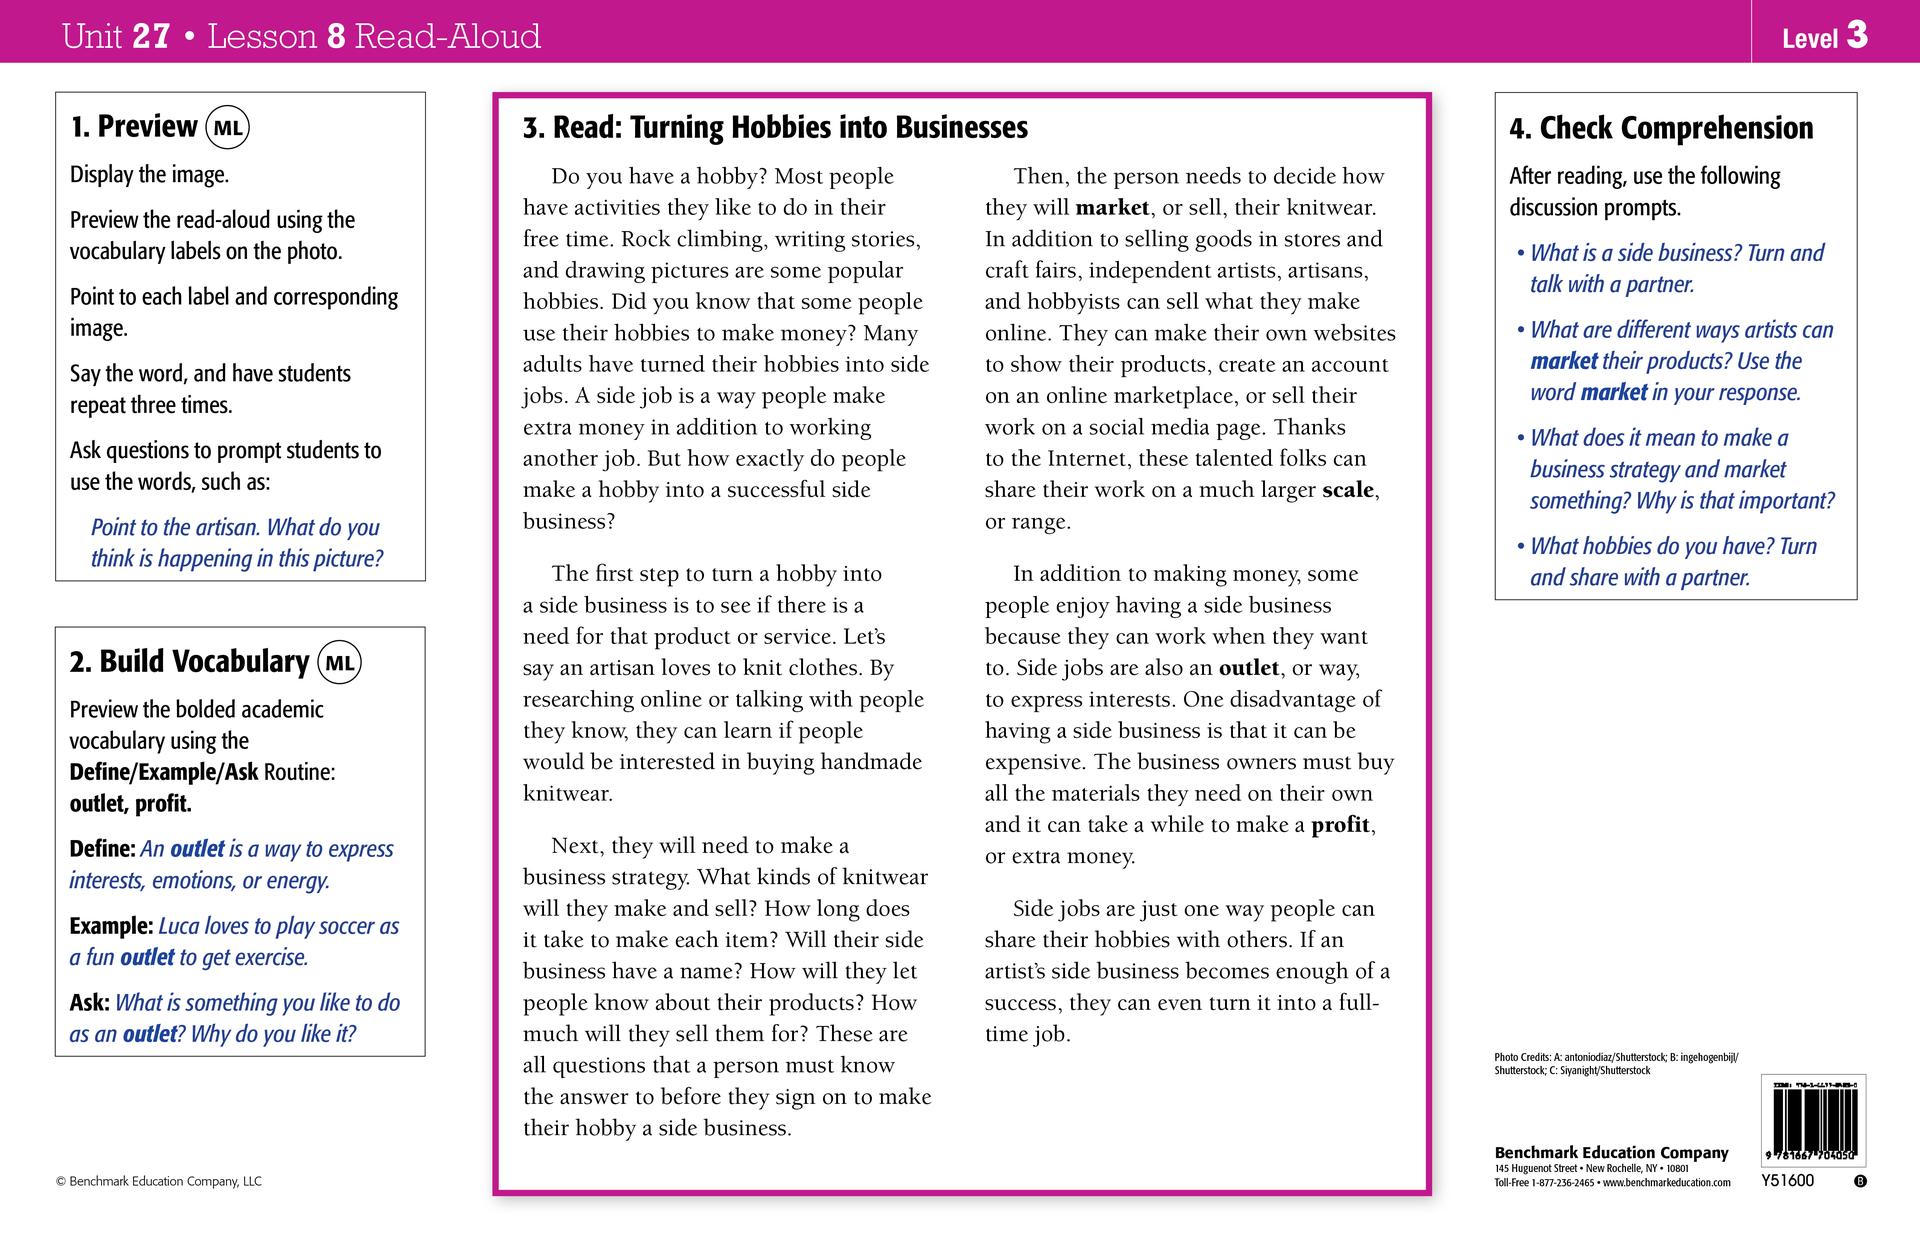 Unit 27 • Lesson 8 Read-Aloud
Level 3
1. Preview ML
Display the image.
Preview the read-aloud using the
vocabulary labels on the photo.
Point to each label and corresponding
image.
Say the word, and have students
repeat three times.
Ask questions to prompt students to
use the words, such as:
Point to the artisan. What do you
think is happening in this picture?
2. Build Vocabulary ML
Preview the bolded academic
vocabulary using the
Define/Example/Ask Routine:
outlet, profit.
Define: An outlet is a way to express
interests, emotions, or energy.
Example: Luca loves to play soccer as
a fun outlet to get exercise.
Ask: What is something you like to do
as an outlet? Why do you like it?
© Benchmark Education Company, LLC
3. Read: Turning Hobbies into Businesses
Do you have a hobby? Most people
have activities they like to do in their
free time. Rock climbing, writing stories,
and drawing pictures are some popular
hobbies. Did you know that some people
use their hobbies to make money? Many
adults have turned their hobbies into side
jobs. A side job is a way people make
extra money in addition to working
another job. But how exactly do people
make a hobby into a successful side
business?
The first step to turn a hobby into
a side business is to see if there is a
need for that product or service. Let's
say an artisan loves to knit clothes. By
researching online or talking with people
they know, they can learn if people
would be interested in buying handmade
knitwear.
Next, they will need to make a
business strategy. What kinds of knitwear
will they make and sell? How long does
it take to make each item? Will their side
business have a name? How will they let
people know about their products? How
much will they sell them for? These are
all questions that a person must know
the answer to before they sign on to make
their hobby a side business.
Then, the person needs to decide how
they will market, or sell, their knitwear.
In addition to selling goods in stores and
craft fairs, independent artists, artisans,
and hobbyists can sell what they make
online. They can make their own websites
to show their products, create an account
on an online marketplace, or sell their
work on a social media page. Thanks
to the Internet, these talented folks can
share their work on a much larger scale,
or range.
In addition to making money, some
people enjoy having a side business
because they can work when they want
to. Side jobs are also an outlet, or way,
to express interests. One disadvantage of
having a side business is that it can be
expensive. The business owners must buy
all the materials they need on their own
and it can take a while to make a profit,
or extra money.
Side jobs are just one way people can
share their hobbies with others. If an
artist's side business becomes enough of a
success, they can even turn it into a full-
time job.
4. Check Comprehension
After reading, use the following
discussion prompts.
• What is a side business? Turn and
talk with a partner.
• What are different ways artists can
market their products? Use the
word market in your response.
• What does it mean to make a
business strategy and market
something? Why is that important?
• What hobbies do you have? Turn
and share with a partner.
Photo Credits: A: antoniodiaz/Shutterstock; B: ingehogenbijl/
Shutterstock; C: Siyanight/Shutterstock
Benchmark Education Company
145 Huguenot Street • New Rochelle, NY • 10801
Toll-Free 1-877-236-2465 • www.benchmarkeducation.com
9 781667 704050
Y51600
B